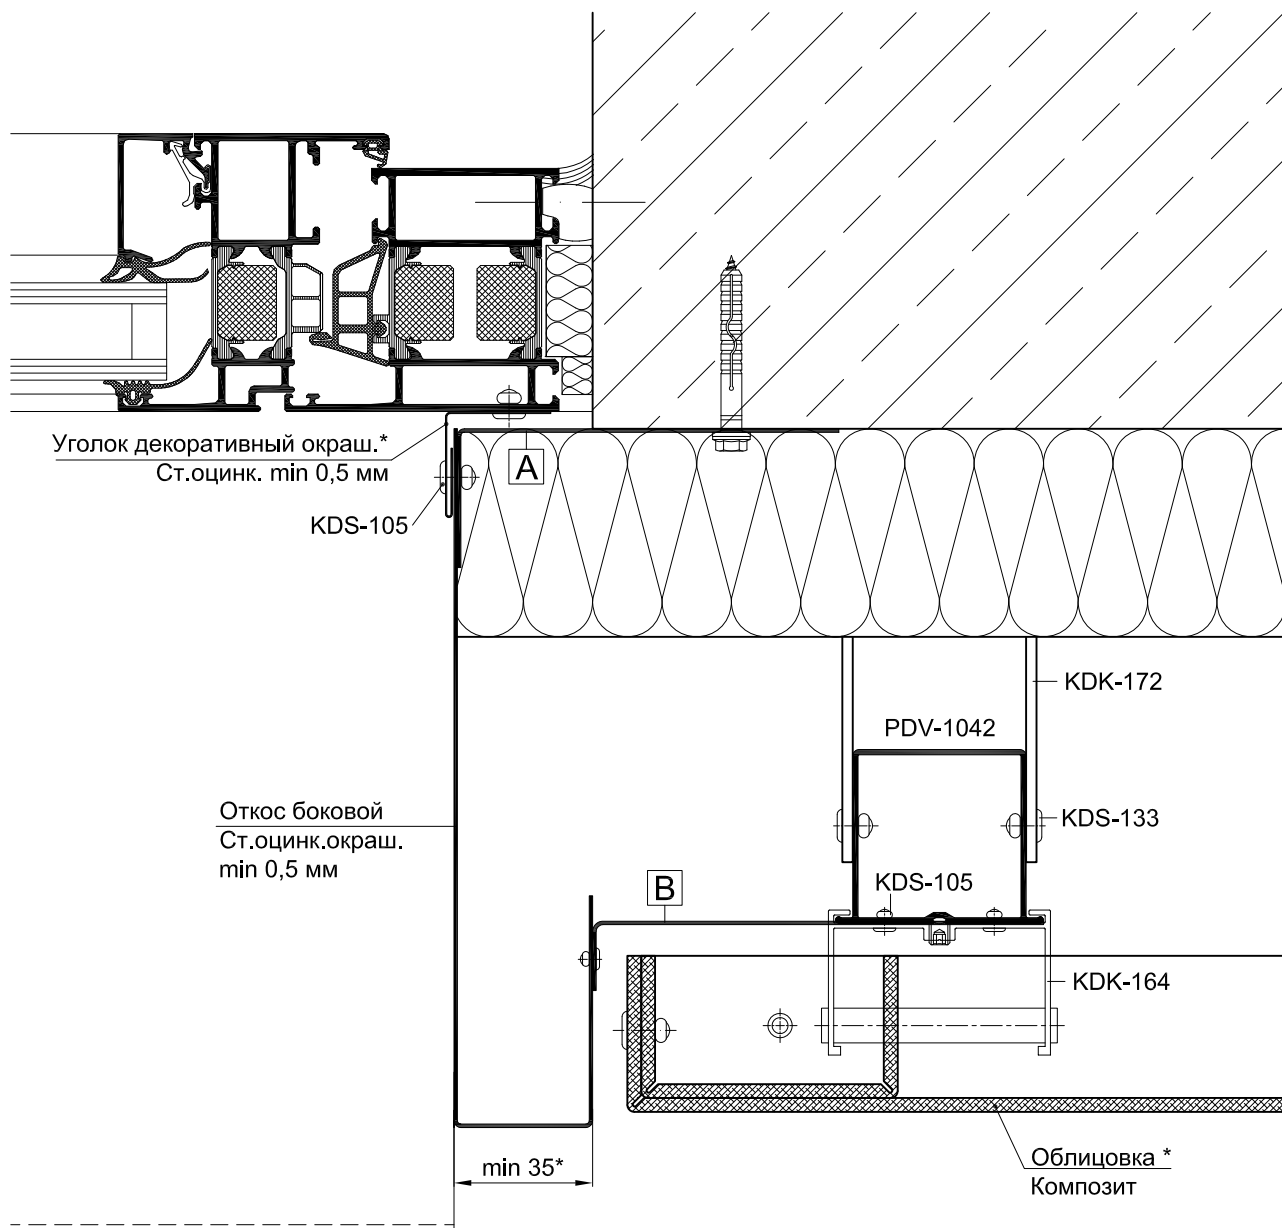 Уголок декоративный окраш.*
Ст.оцинк. min 0,5 мм
A
KDS-105
KDK-172
PDV-1042
Откос боковой
Ст.оцинк.окраш.
min 0,5 мм
KDS-133
KDS-105
B
KDK-164
min 35*
Облицовка *
Композит